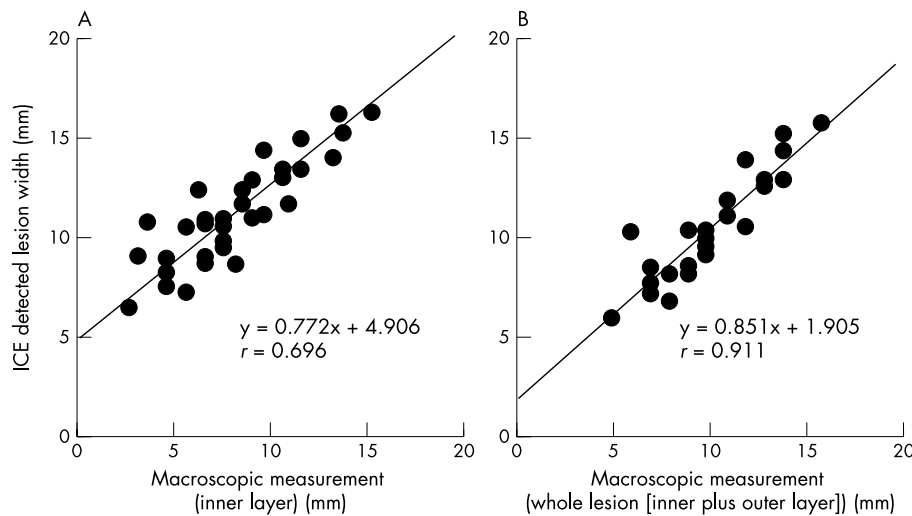 A
20
15
10
5
0
0
5
10
15
20
ICE detected lesion width (mm)
y = 0.772x + 4.906
r = 0.696
Macroscopic measurement
(inner layer) (mm)
B
20
15
10
5
0
0
5
10
15
20
y = 0.851x + 1.905
r = 0.911
Macroscopic measurement
(whole lesion [inner plus outer layer]) (mm)